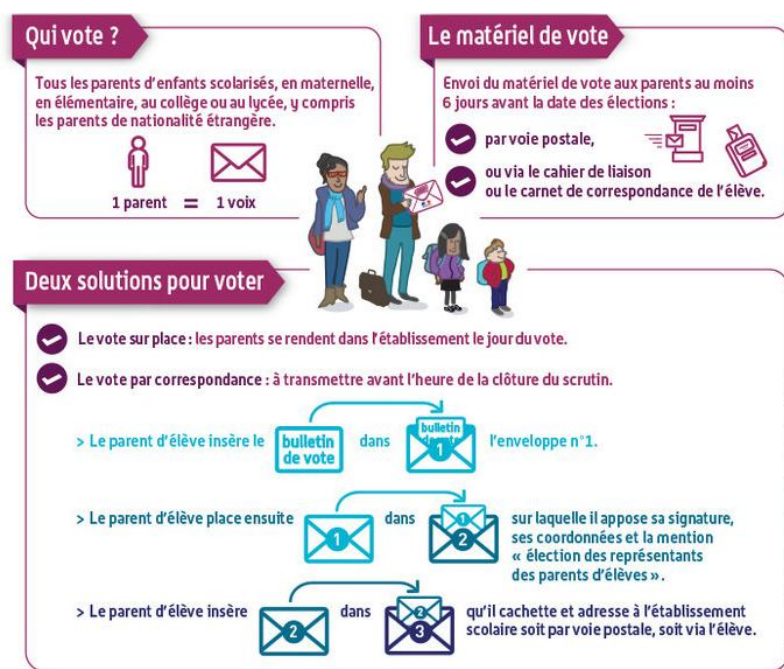 Qui vote ?
Tous les parents d'enfants scolarisés, en maternelle,
en élémentaire, au collège ou au lycée, y compris
les parents de nationalité étrangère.
1 parent = 1 voix
Le matériel de vote
Envoi du matériel de vote aux parents au moins
6 jours avant la date des élections :
par voie postale,
ou via le cahier de liaison
ou le carnet de correspondance de l'élève.
Deux solutions pour voter
Le vote sur place : les parents se rendent dans l'établissement le jour du vote.
Le vote par correspondance : à transmettre avant l'heure de la clôture du scrutin.
> Le parent d'élève insère le bulletin de vote dans bulletin 1 l'enveloppe n°1.
> Le parent d'élève place ensuite 1 dans 1 2 sur laquelle il appose sa signature,
ses coordonnées et la mention
« élection des représentants
des parents d'élèves ».
> Le parent d'élève insère 2 dans 2 3 qu'il cachette et adresse à l'établissement
scolaire soit par voie postale, soit via l'élève.